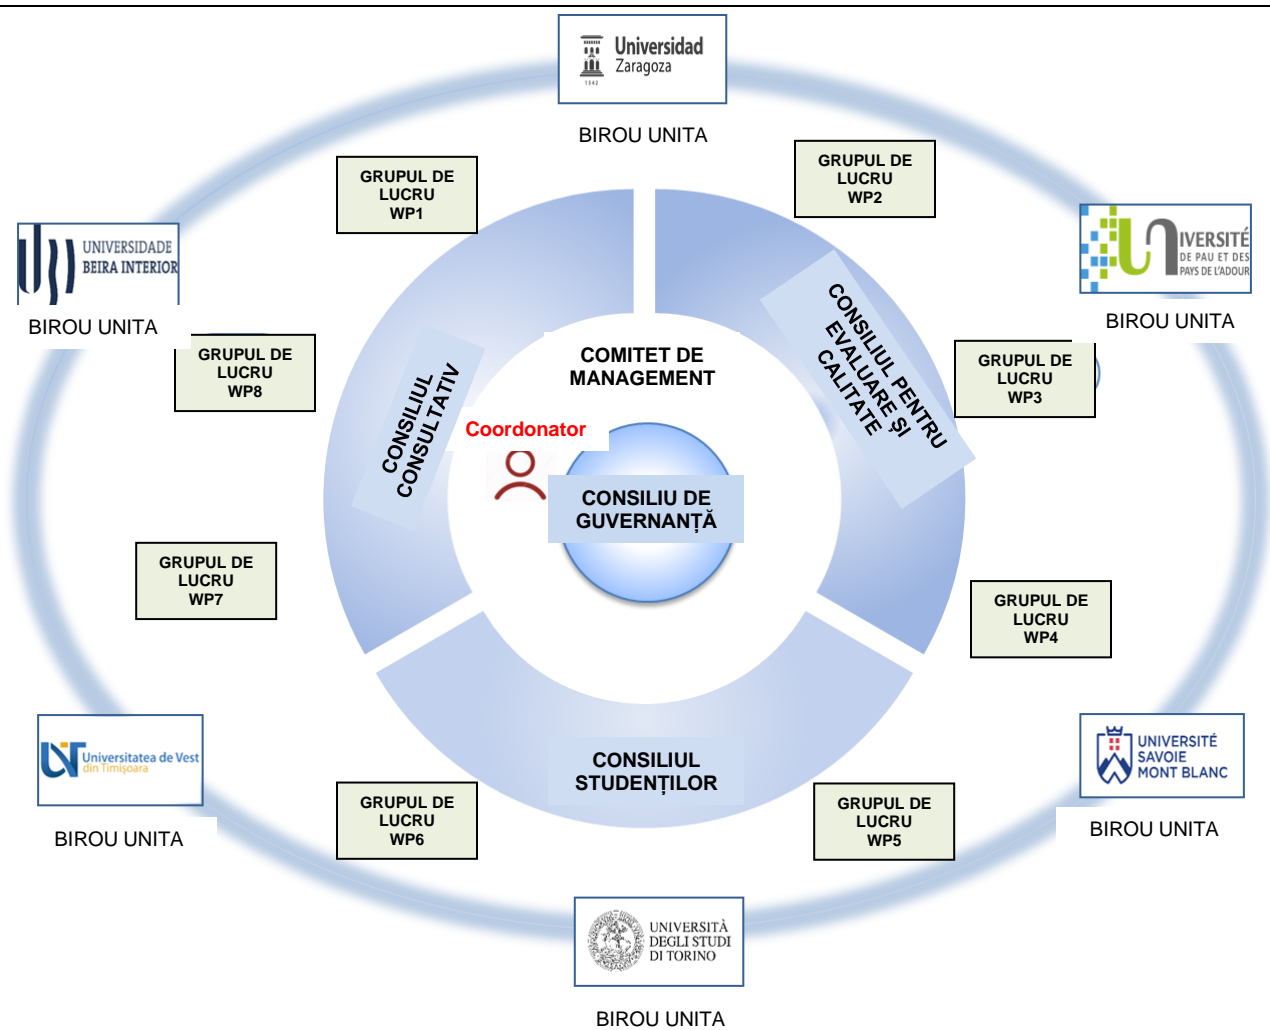 Universidad
Zaragoza
1542
BIROU UNITA
GRUPUL DE
LUCRU
WP1
GRUPUL DE
LUCRU
WP2
UNIVERSIDADE
BEIRA INTERIOR
BIROU UNITA
UNIVERSITÉ
DE PAU ET DES
PAYS DE L'ADOUR
BIROU UNITA
GRUPUL DE
LUCRU
WP8
CONSILIUL
CONSULTATIV
COMITET DE
MANAGEMENT
CONSILIUL PENTRU
EVALUARE ȘI
CALITATE
GRUPUL DE
LUCRU
WP3
Coordonator
CONSILIU DE
GUVERNANȚĂ
GRUPUL DE
LUCRU
WP7
GRUPUL DE
LUCRU
WP4
UVT
Universitatea de Vest
din Timișoara
BIROU UNITA
CONSILIUL
STUDENȚILOR
UNIVERSITÉ
SAVOIE
MONT BLANC
BIROU UNITA
GRUPUL DE
LUCRU
WP6
GRUPUL DE
LUCRU
WP5
UNIVERSITÀ
DEGLI STUDI
DI TORINO
BIROU UNITA